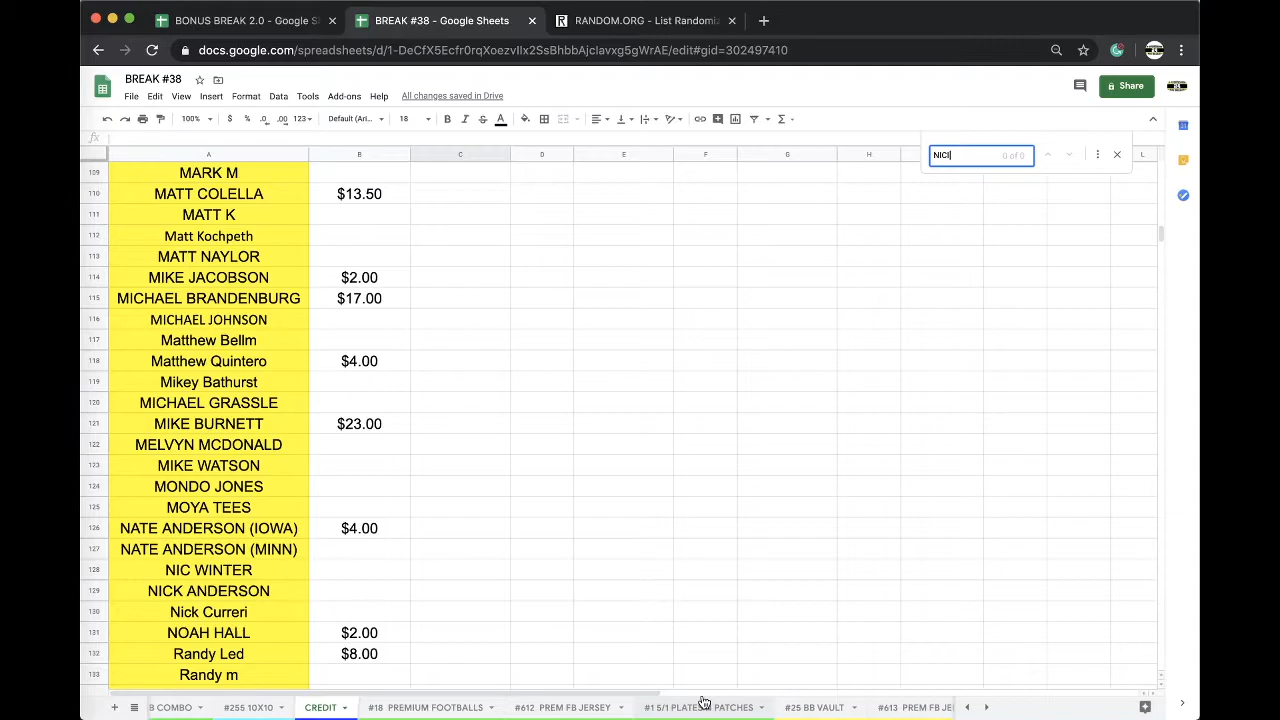 BONUS BREAK 2.0 - Google Sh
BREAK #38 - Google Sheets
RANDOM.ORG - List Randomiz
docs.google.com/spreadsheets/d/1-DeCfX5Ecfr0rqXoezvIlx2SsBhbbAjclavxg5gWrAE/edit#gid=302497410
BREAK #38
File Edit View Insert Format Data Tools Add-ons Help All changes saved in Drive
Share
100% $ % .0 .00 123 Default (Ari... 18 B I S A
fx
NICI 0 of 0
A B C D E F G H L
109 MARK M
110 MATT COLELLA $13.50
111 MATT K
112 Matt Kochpeth
113 MATT NAYLOR
114 MIKE JACOBSON $2.00
115 MICHAEL BRANDENBURG $17.00
116 MICHAEL JOHNSON
117 Matthew Bellm
118 Matthew Quintero $4.00
119 Mikey Bathurst
120 MICHAEL GRASSLE
121 MIKE BURNETT $23.00
122 MELVYN MCDONALD
123 MIKE WATSON
124 MONDO JONES
125 MOYA TEES
126 NATE ANDERSON (IOWA) $4.00
127 NATE ANDERSON (MINN)
128 NIC WINTER
129 NICK ANDERSON
130 Nick Curreri
131 NOAH HALL $2.00
132 Randy Led $8.00
133 Randy m
B COMBO #255 10X10 CREDIT #18 PREMIUM FOOTBALLS #612 PREM FB JERSEY #1 5/1 PLATE PATCHES #25 BB VAULT #613 PREM FB JE